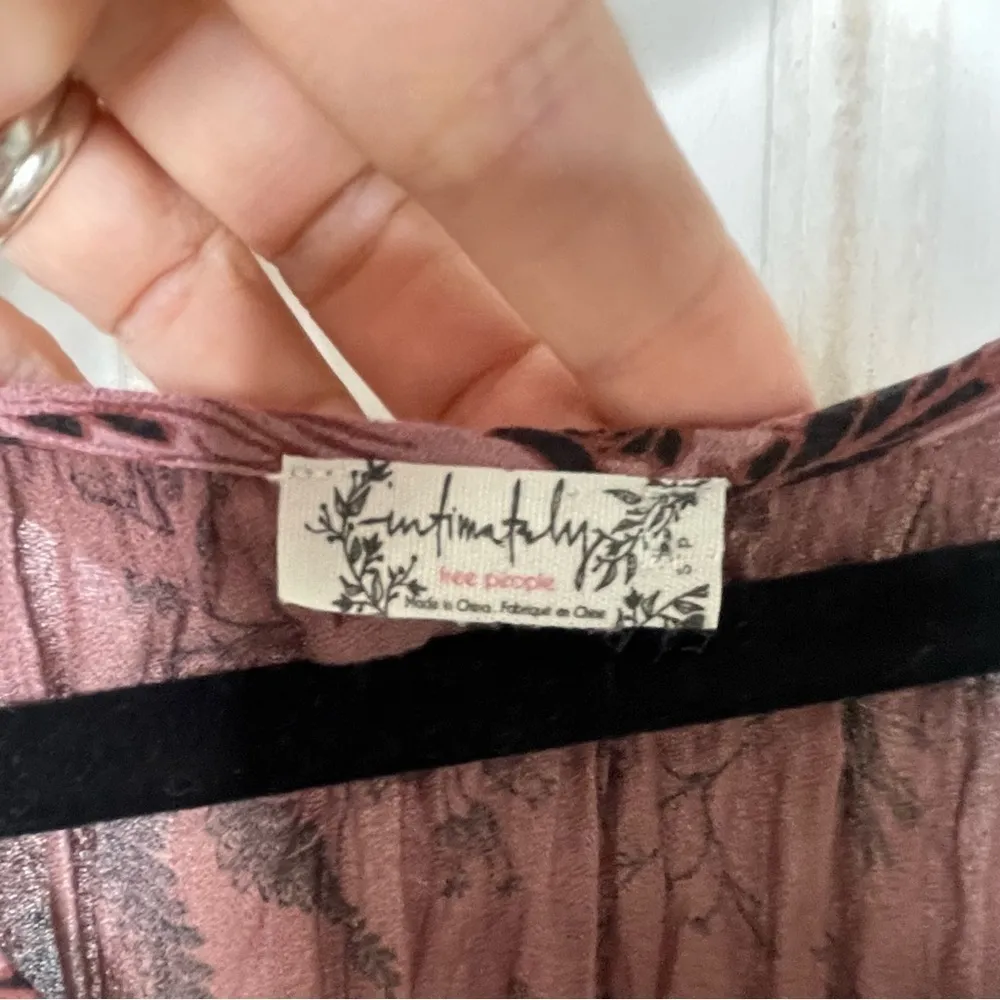 intimately
free people
Made in China. Fabriqué en Chine
S P